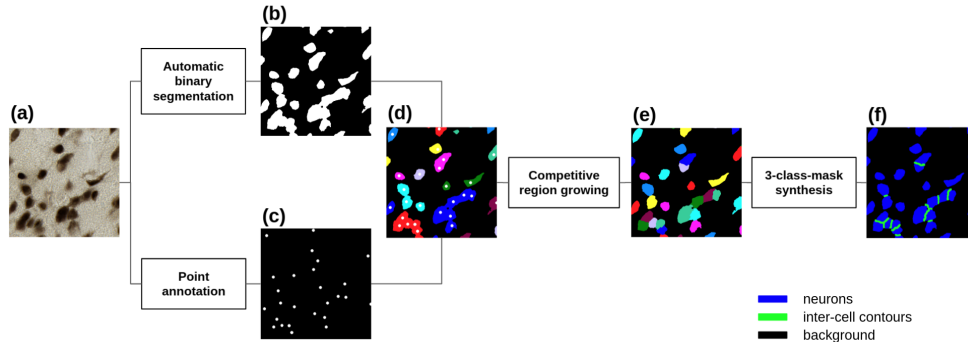 (a)
Automatic
binary
segmentation
(b)
Point
annotation
(c)
(d)
Competitive
region growing
(e)
3-class-mask
synthesis
(f)
neurons
inter-cell contours
background